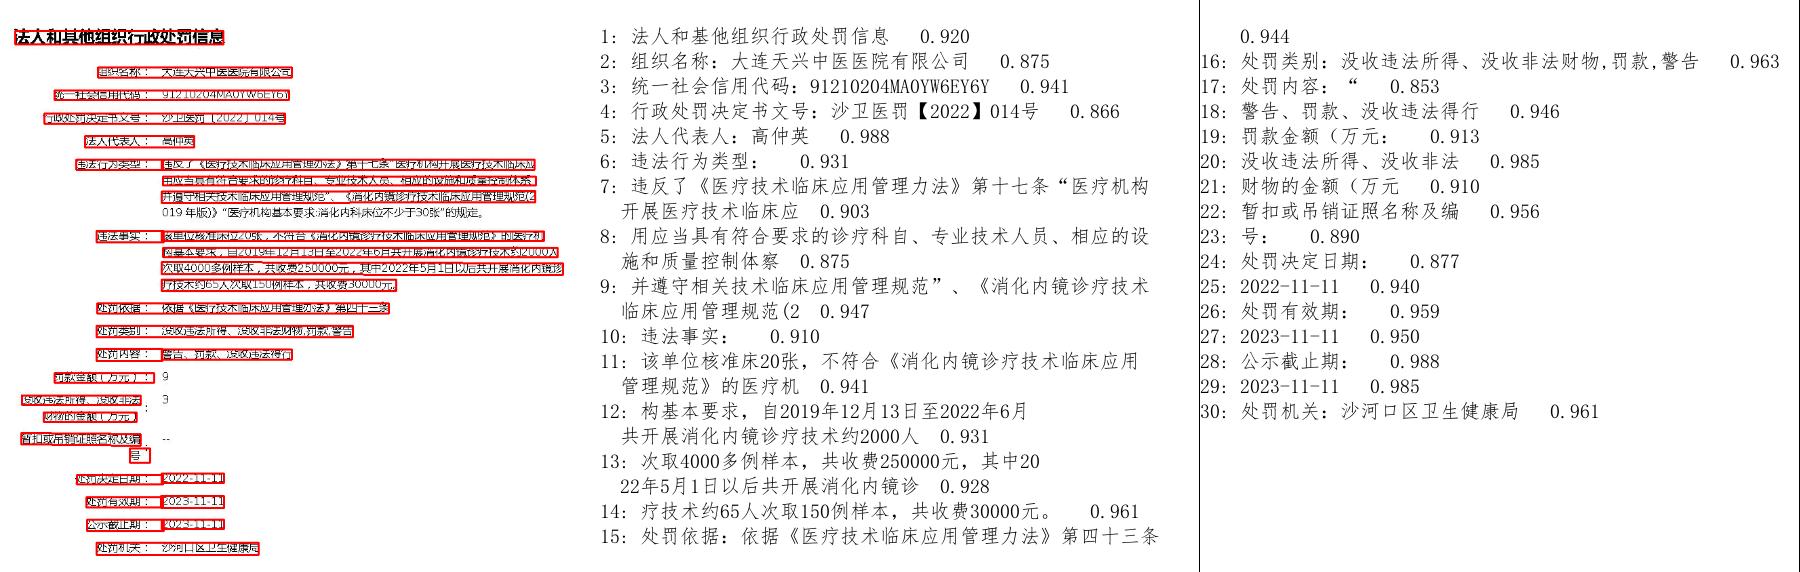 法人和其他组织行政处罚信息
组织名称： 大连天兴中医医院有限公司
统一社会信用代码： 91210204MA0YW6EY6Y
行政处罚决定书文号： 沙卫医罚【2022】014号
法人代表人： 高仲英
违法行为类型： 违反了《医疗技术临床应用管理办法》第十七条“医疗机构开展医疗技术临床应
用应当具有符合要求的诊疗科目、专业技术人员、相应的设施和质量控制体系
并遵守相关技术临床应用管理规范”、《消化内镜诊疗技术临床应用管理规范(2
019 年版)》“医疗机构基本要求:消化内科床位不少于30张”的规定。
违法事实： 该单位核准床位20张，不符合《消化内镜诊疗技术临床应用管理规范》的医疗机
构基本要求，自2019年12月13日至2022年6月共开展消化内镜诊疗技术约2000人
次取4000多例样本，共收费250000元，其中2022年5月1日以后共开展消化内镜诊
疗技术约65人次取150例样本，共收费30000元。
处罚依据： 依据《医疗技术临床应用管理办法》第四十三条
处罚类别： 没收违法所得、没收非法财物,罚款,警告
处罚内容： 警告、罚款、没收违法得行
罚款金额（万元）： 9
没收违法所得、没收非法 3
财物的金额（万元）：
暂扣或吊销证照名称及编 --
号：
处罚决定日期： 2022-11-11
处罚有效期： 2023-11-11
公示截止期： 2023-11-11
处罚机关： 沙河口区卫生健康局
1: 法人和基他组织行政处罚信息 0.920
2: 组织名称: 大连天兴中医医院有限公司 0.875
3: 统一社会信用代码: 91210204MA0YW6EY6Y 0.941
4: 行政处罚决定书文号: 沙卫医罚【2022】014号 0.866
5: 法人代表人: 高仲英 0.988
6: 违法行为类型: 0.931
7: 违反了《医疗技术临床应用管理力法》第十七条“医疗机构
开展医疗技术临床应 0.903
8: 用应当具有符合要求的诊疗科自、专业技术人员、相应的设
施和质量控制体察 0.875
9: 并遵守相关技术临床应用管理规范”、《消化内镜诊疗技术
临床应用管理规范(2 0.947
10: 违法事实: 0.910
11: 该单位核准床20张，不符合《消化内镜诊疗技术临床应用
管理规范》的医疗机 0.941
12: 构基本要求，自2019年12月13日至2022年6月
共开展消化内镜诊疗技术约2000人 0.931
13: 次取4000多例样本，共收费250000元，其中20
22年5月1日以后共开展消化内镜诊 0.928
14: 疗技术约65人次取150例样本，共收费30000元。 0.961
15: 处罚依据: 依据《医疗技术临床应用管理力法》第四十三条
0.944
16: 处罚类别: 没收违法所得、没收非法财物,罚款,警告 0.963
17: 处罚内容: “ 0.853
18: 警告、罚款、没收违法得行 0.946
19: 罚款金额（万元: 0.913
20: 没收违法所得、没收非法 0.985
21: 财物的金额（万元 0.910
22: 暂扣或吊销证照名称及编 0.956
23: 号: 0.890
24: 处罚决定日期: 0.877
25: 2022-11-11 0.940
26: 处罚有效期: 0.959
27: 2023-11-11 0.950
28: 公示截止期: 0.988
29: 2023-11-11 0.985
30: 处罚机关: 沙河口区卫生健康局 0.961